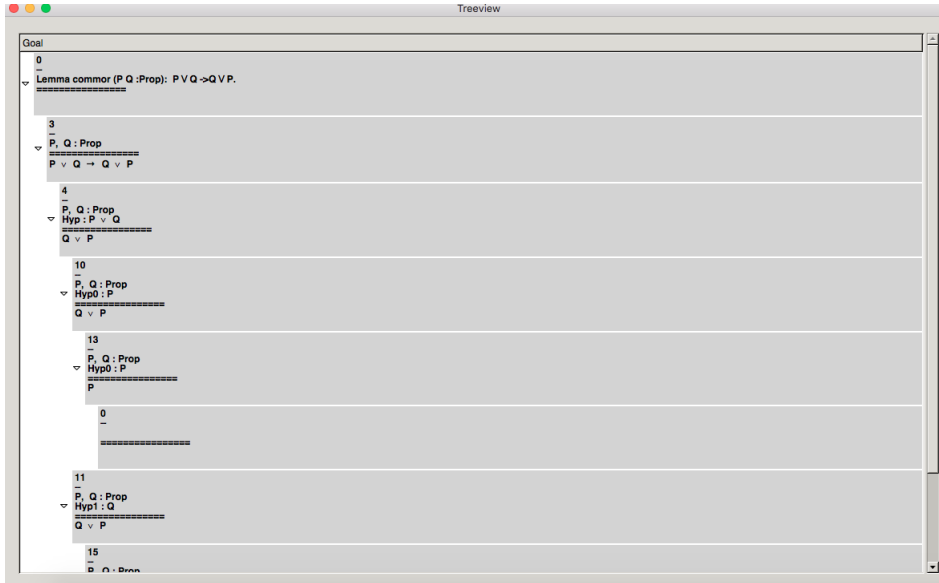 Treeview
Goal
0
–
Lemma commor (P Q :Prop):  P V Q ->Q V P.
================
3
–
P,  Q : Prop
================
P ∨ Q → Q ∨ P
4
–
P,  Q : Prop
Hyp : P ∨ Q
================
Q ∨ P
10
–
P,  Q : Prop
Hyp0 : P
================
Q ∨ P
13
–
P,  Q : Prop
Hyp0 : P
================
P
0
–
================
11
–
P,  Q : Prop
Hyp1 : Q
================
Q ∨ P
15
–
P,  Q : Prop